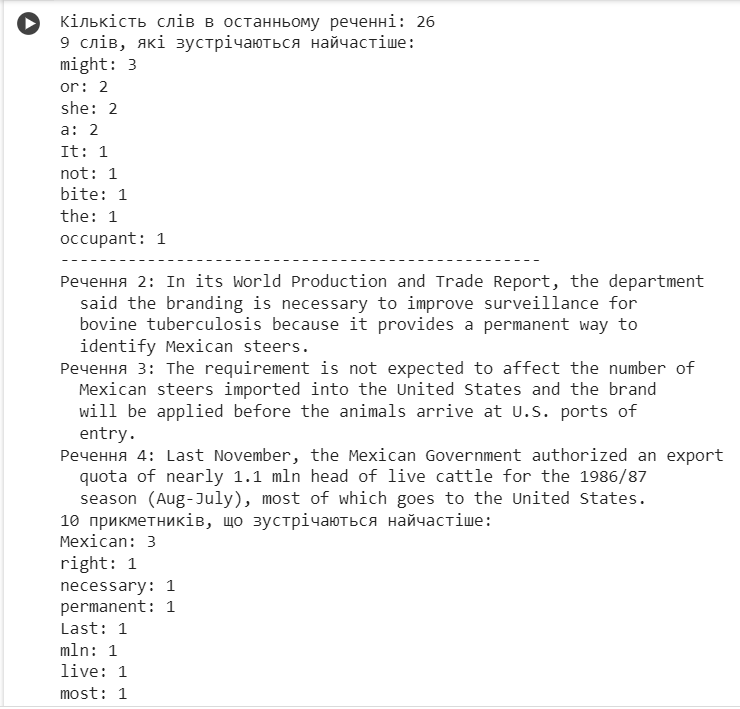 Кількість слів в останньому реченні: 26
9 слів, які зустрічаються найчастіше:
might: 3
or: 2
she: 2
a: 2
It: 1
not: 1
bite: 1
the: 1
occupant: 1
--------------------------------------------------
Речення 2: In its World Production and Trade Report, the department
said the branding is necessary to improve surveillance for
bovine tuberculosis because it provides a permanent way to
identify Mexican steers.
Речення 3: The requirement is not expected to affect the number of
Mexican steers imported into the United States and the brand
will be applied before the animals arrive at U.S. ports of
entry.
Речення 4: Last November, the Mexican Government authorized an export
quota of nearly 1.1 mln head of live cattle for the 1986/87
season (Aug-July), most of which goes to the United States.
10 прикметників, що зустрічаються найчастіше:
Mexican: 3
right: 1
necessary: 1
permanent: 1
Last: 1
mln: 1
live: 1
most: 1